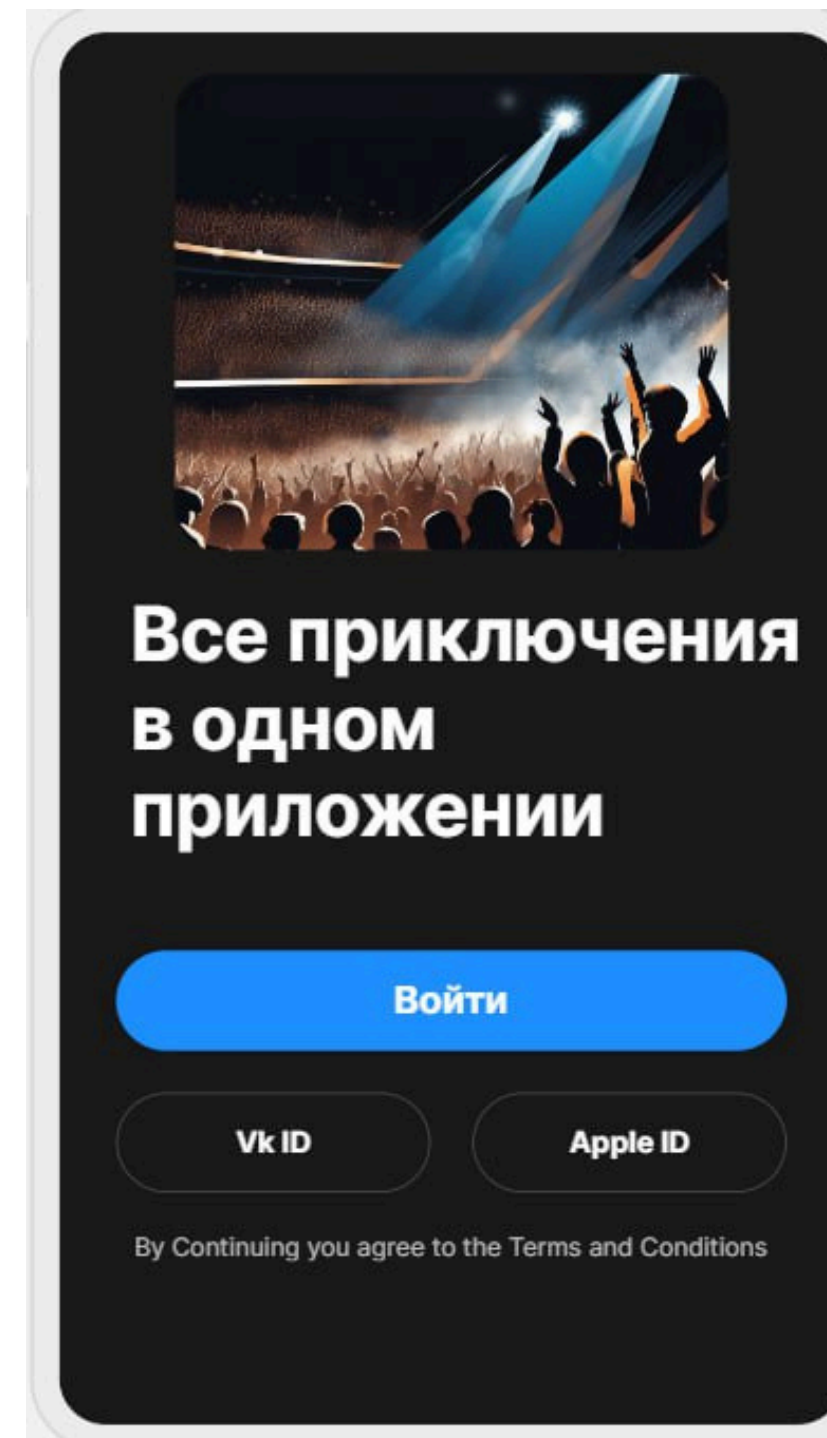 Все приключения
в одном
приложении
Войти
Vk ID
Apple ID
By Continuing you agree to the Terms and Conditions